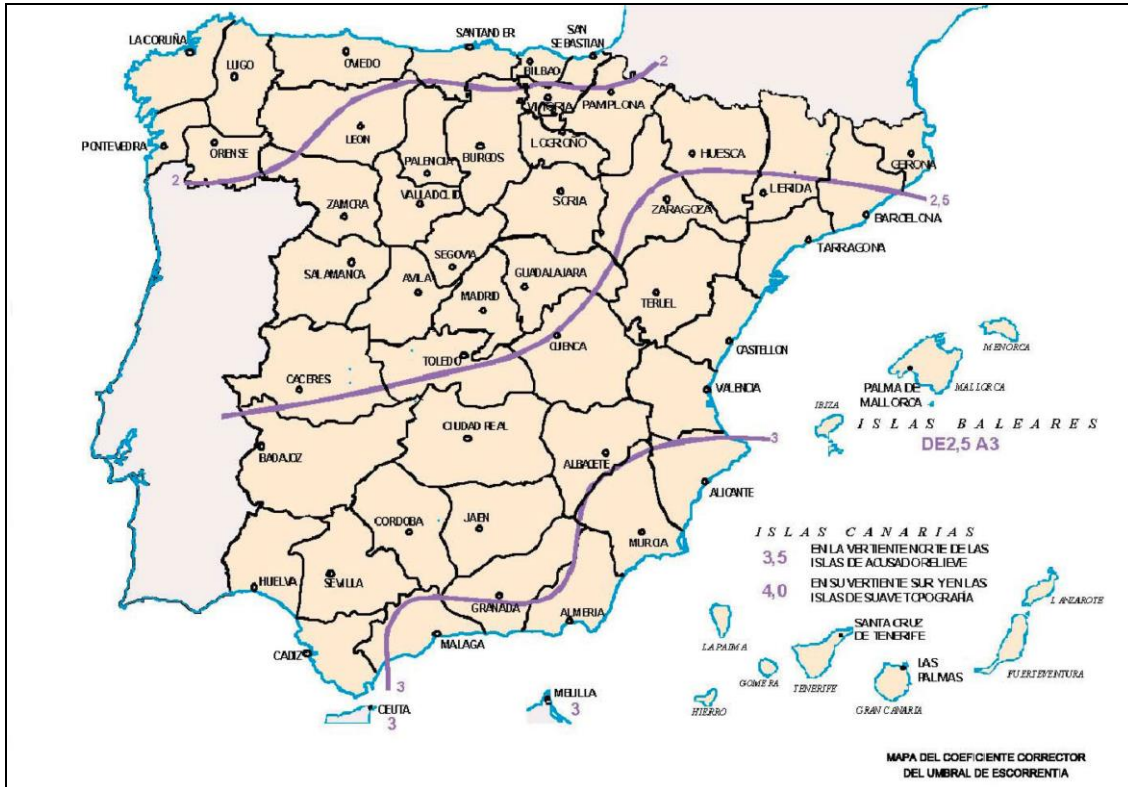 LA CORUÑA
LUGO
OVIEDO
SANTANDER
SAN
SEBASTIAN
BILBAO
2
VITORIA
PAMPLONA
PONTEVEDRA
ORENSE
LEON
PALENCIA
BURGOS
LOGROÑO
HUESCA
GERONA
2
ZAMORA
VALLADOLID
SORIA
ZARAGOZA
LERIDA
2,5
BARCELONA
TARRAGONA
SALAMANCA
AVILA
SEGOVIA
MADRID
GUADALAJARA
TERUEL
CACERES
TOLEDO
CUENCA
CASTELLON
VALENCIA
MENORCA
PALMA DE
MALLORCA
MALLORCA
IBIZA
ISLAS BALEARES
DE2,5 A3
BADAJOZ
CIUDAD REAL
ALBACETE
3
ALICANTE
CORDOBA
JAEN
MURCIA
HUELVA
SEVILLA
GRANADA
ALMERIA
CADIZ
MALAGA
3
CEUTA
3
MELILLA
3
ISLAS CANARIAS
3,5 EN LA VERTIENTE NORTE DE LAS
ISLAS DE ACUSADO RELIEVE
4,0 EN SU VERTIENTE SUR Y EN LAS
ISLAS DE SUAVE TOPOGRAFÍA
LANZAROTE
LA PALMA
SANTA CRUZ
DE TENERIFE
GOMERA
TENERIFE
LAS
PALMAS
FUERTEVENTURA
HIERRO
GRAN CANARIA
MAPA DEL COEFICIENTE CORRECTOR
DEL UMBRAL DE ESCORRENTIA